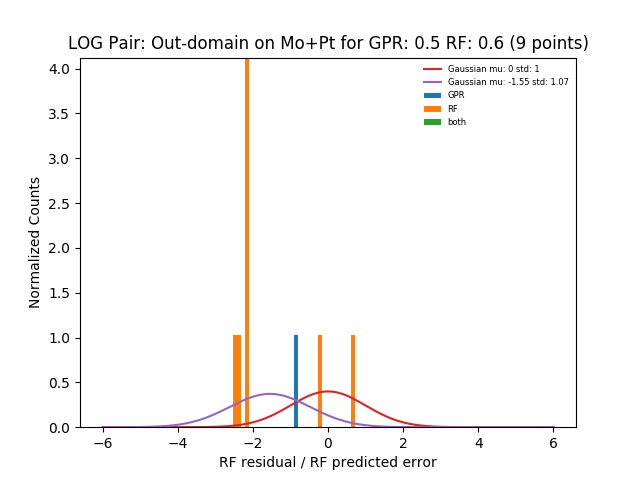 LOG Pair: Out-domain on Mo+Pt for GPR: 0.5 RF: 0.6 (9 points)
Gaussian mu: 0 std: 1
Gaussian mu: -1.55 std: 1.07
GPR
RF
both
Normalized Counts
4.0
3.5
3.0
2.5
2.0
1.5
1.0
0.5
0.0
−6 −4 −2 0 2 4 6
RF residual / RF predicted error